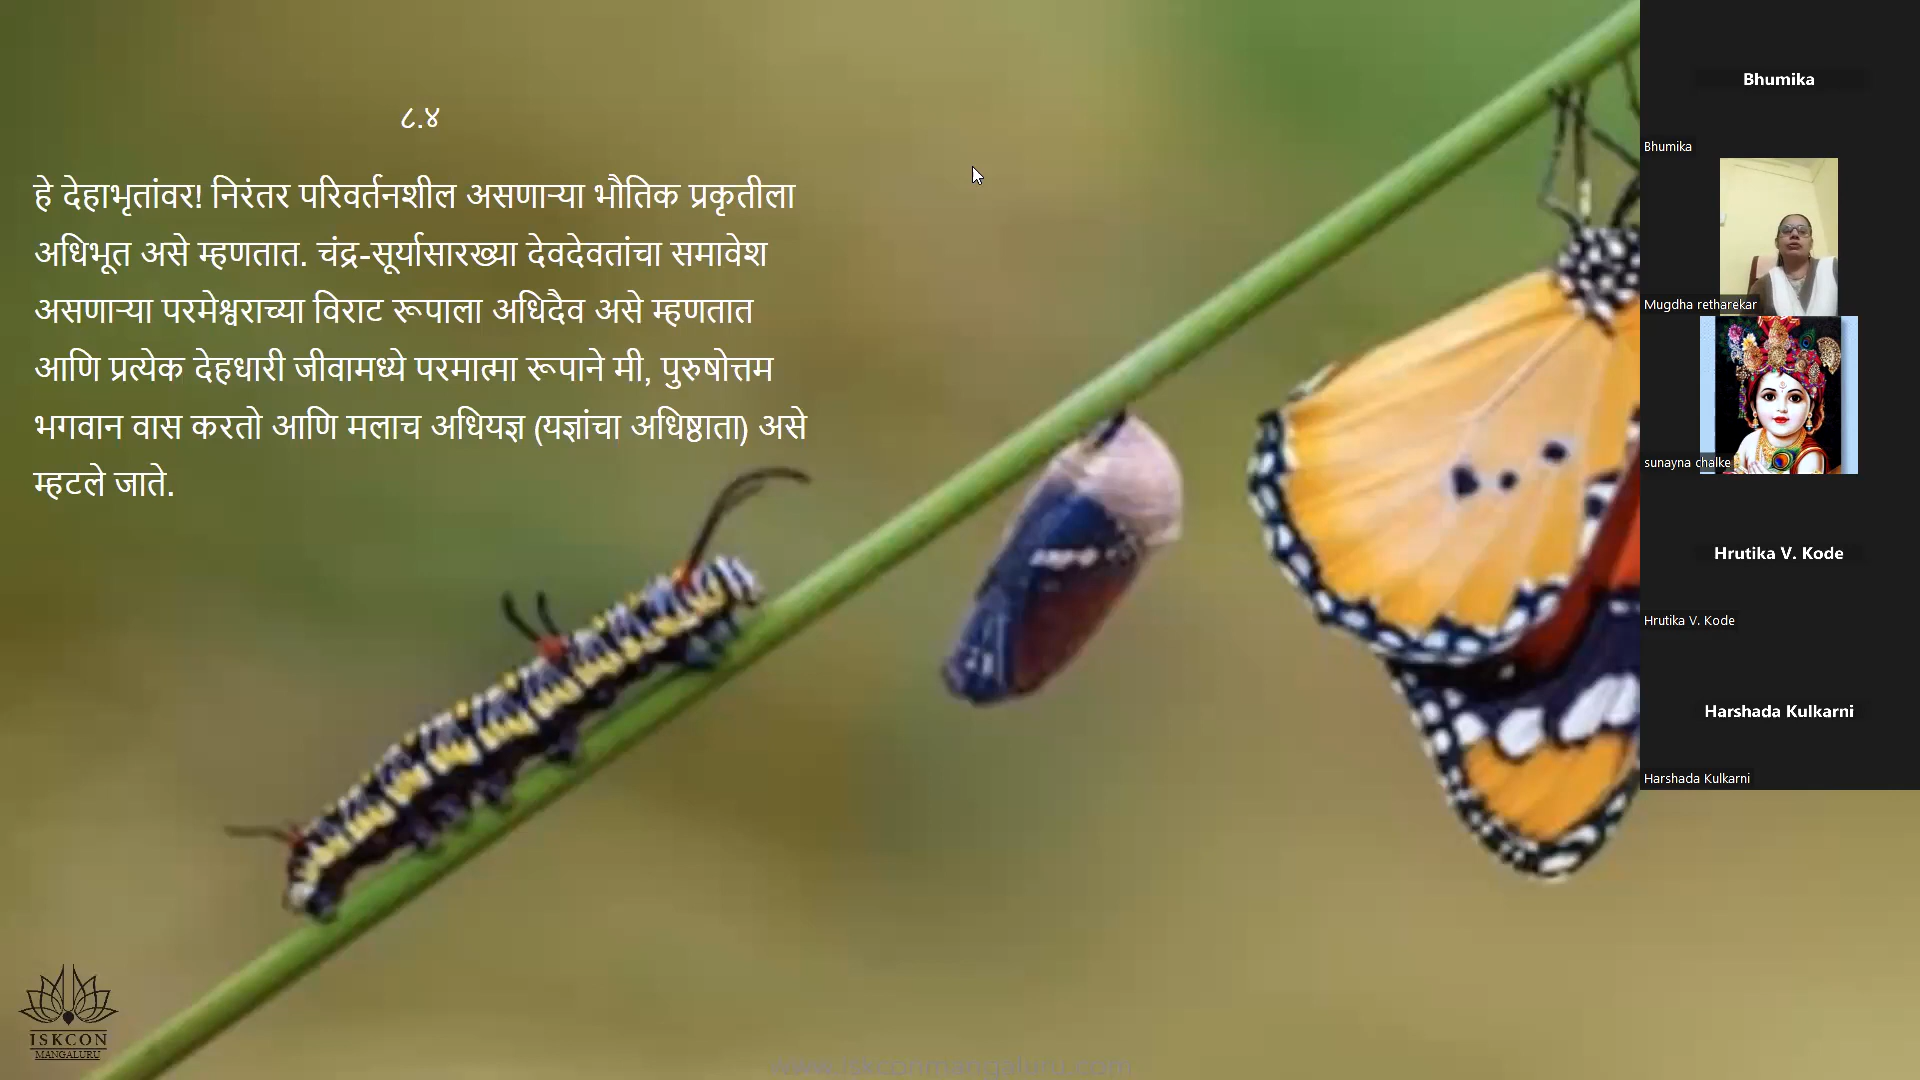 ८.४
हे देहाभृतांवर! निरंतर परिवर्तनशील असणाऱ्या भौतिक प्रकृतीला
अधिभूत असे म्हणतात. चंद्र-सूर्यासारख्या देवदेवतांचा समावेश
असणाऱ्या परमेश्वराच्या विराट रूपाला अधिदैव असे म्हणतात
आणि प्रत्येक देहधारी जीवामध्ये परमात्मा रूपाने मी, पुरुषोत्तम
भगवान वास करतो आणि मलाच अधियज्ञ (यज्ञांचा अधिष्ठाता) असे
म्हटले जाते.
ISKCON
MANGALURU
www.iskconmangaluru.com
Bhumika
Bhumika
Mugdha retharekar
sunayna chalke
Hrutika V. Kode
Hrutika V. Kode
Harshada Kulkarni
Harshada Kulkarni